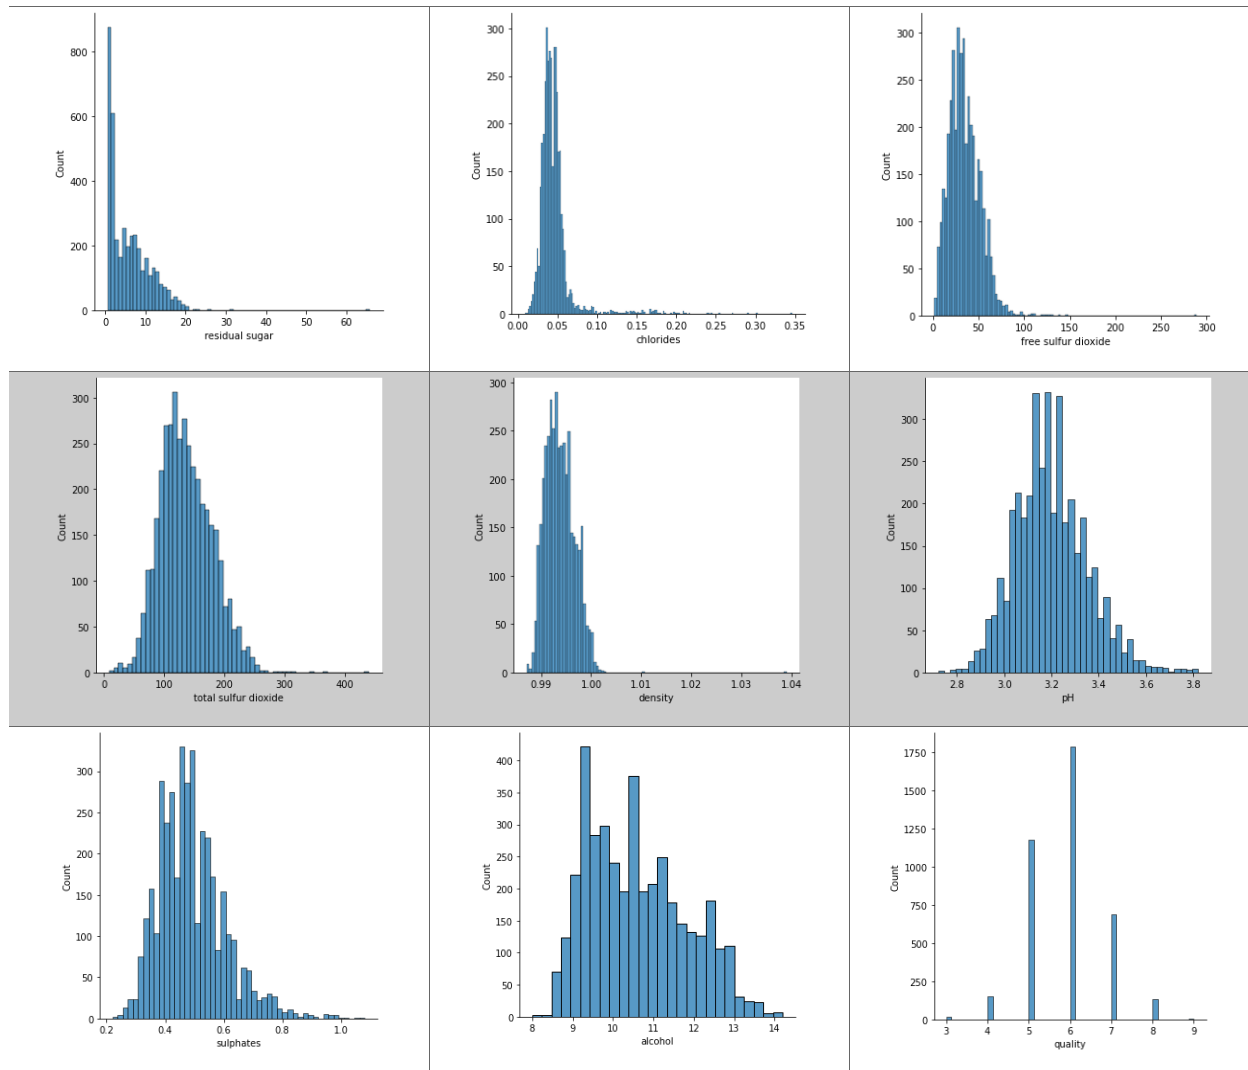 Count
800
600
400
200
0
0 10 20 30 40 50 60
residual sugar
Count
300
250
200
150
100
50
0
0.00 0.05 0.10 0.15 0.20 0.25 0.30 0.35
chlorides
Count
300
250
200
150
100
50
0
0 50 100 150 200 250 300
free sulfur dioxide
Count
300
250
200
150
100
50
0
0 100 200 300 400
total sulfur dioxide
Count
300
250
200
150
100
50
0
0.99 1.00 1.01 1.02 1.03 1.04
density
Count
300
250
200
150
100
50
0
2.8 3.0 3.2 3.4 3.6 3.8
pH
Count
300
250
200
150
100
50
0
0.2 0.4 0.6 0.8 1.0
sulphates
Count
400
350
300
250
200
150
100
50
0
8 9 10 11 12 13 14
alcohol
Count
1750
1500
1250
1000
750
500
250
0
3 4 5 6 7 8 9
quality